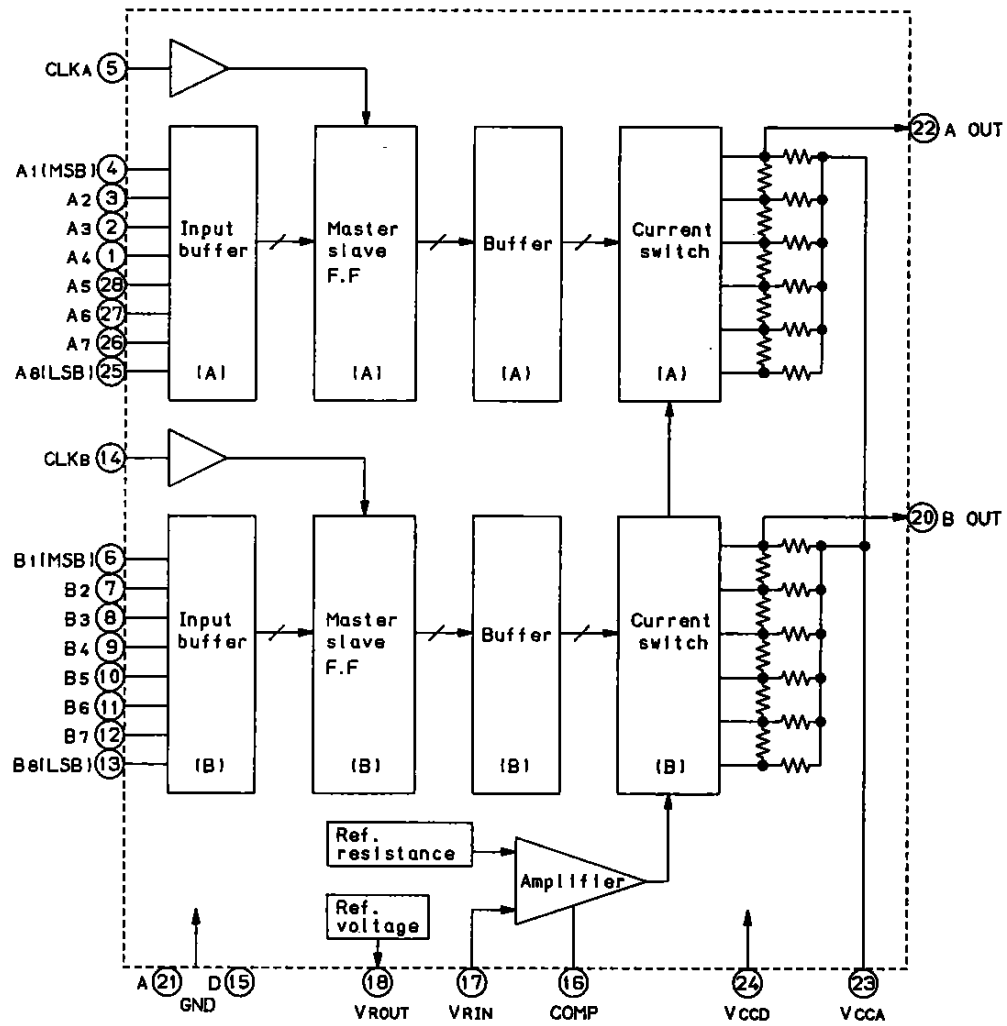 CLKA 5
22 A OUT
A1(MSB) 4
A2 3
A3 2
A4 1
A5 28
A6 27
A7 26
A8(LSB) 25
Input
buffer
(A)
Master
slave
F.F
(A)
Buffer
(A)
Current
switch
(A)
CLKB 14
20 B OUT
B1(MSB) 6
B2 7
B3 8
B4 9
B5 10
B6 11
B7 12
B8(LSB) 13
Input
buffer
(B)
Master
slave
F.F
(B)
Buffer
(B)
Current
switch
(B)
Ref.
resistance
Amplifier
Ref.
voltage
A 21 D 15
GND
18
VROUT
17
VRIN
16
COMP
24
VCCD
23
VCCA